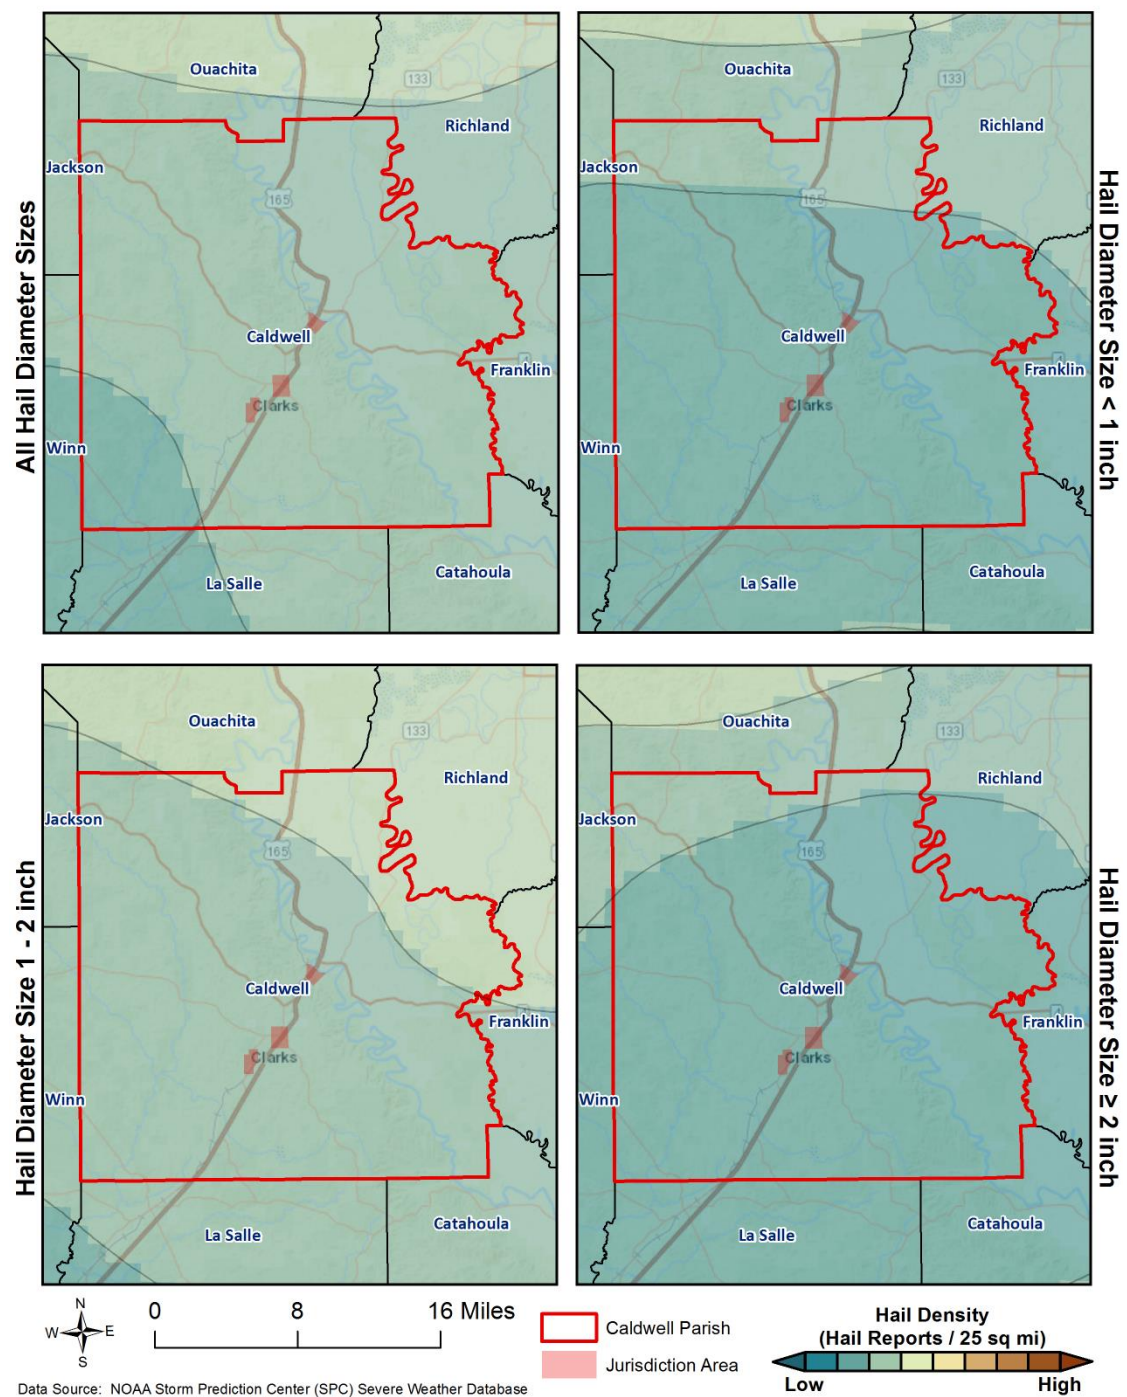 All Hail Diameter Sizes
Ouachita
133
Richland
Jackson
165
Caldwell
4
Franklin
Clarks
Winn
La Salle
Catahoula
Hail Diameter Size < 1 inch
Ouachita
133
Richland
Jackson
165
Caldwell
Franklin
Clarks
Winn
La Salle
Catahoula
Hail Diameter Size 1 - 2 inch
Ouachita
133
Richland
Jackson
165
Caldwell
Franklin
Clarks
Winn
La Salle
Catahoula
Hail Diameter Size ≥ 2 inch
Ouachita
133
Richland
Jackson
165
Caldwell
Franklin
Clarks
Winn
La Salle
Catahoula
N
W E
S
0 8 16 Miles
Caldwell Parish
Jurisdiction Area
Hail Density
(Hail Reports / 25 sq mi)
Low High
Data Source: NOAA Storm Prediction Center (SPC) Severe Weather Database